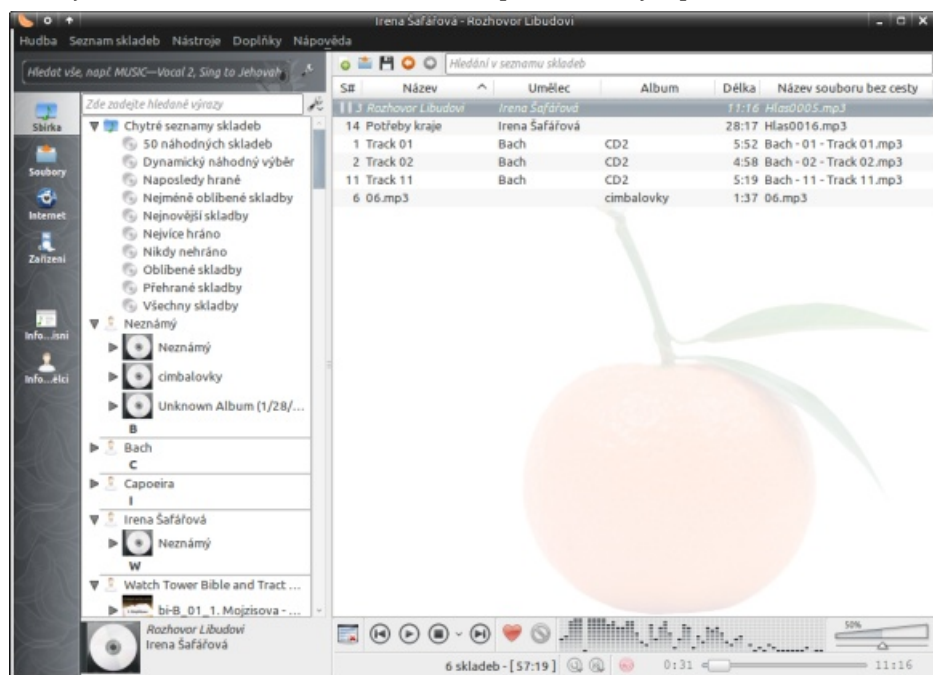 Irena Šafářová - Rozhovor Libudovi
Hudba Seznam skladeb Nástroje Doplňky Nápověda
Hledat vše, např. MUSIC—Vocal 2, Sing to Jehovah
Hledání v seznamu skladeb
S# Název Umělec Album Délka Název souboru bez cesty
3 Rozhovor Libudovi Irena Šafářová 11:16 Hlas0005.mp3
14 Potřeby kraje Irena Šafářová 28:17 Hlas0016.mp3
1 Track 01 Bach CD2 5:52 Bach - 01 - Track 01.mp3
2 Track 02 Bach CD2 4:58 Bach - 02 - Track 02.mp3
11 Track 11 Bach CD2 5:19 Bach - 11 - Track 11.mp3
6 06.mp3 cimbalovky 1:37 06.mp3
Sbírka
Soubory
Internet
Zařízení
Info...ísni
Info...ělci
Zde zadejte hledané výrazy
Chytré seznamy skladeb
50 náhodných skladeb
Dynamický náhodný výběr
Naposledy hrané
Nejméně oblíbené skladby
Nejnovější skladby
Nejvíce hráno
Nikdy nehráno
Oblíbené skladby
Přehrané skladby
Všechny skladby
Neznámý
Neznámý
cimbalovky
Unknown Album (1/28/...
B
Bach
C
Capoeira
I
Irena Šafářová
Neznámý
W
Watch Tower Bible and Tract ...
bi-B_01_1. Mojzisova - ...
Rozhovor Libudovi
Irena Šafářová
50%
6 skladeb - [ 57:19 ] 0:31 11:16